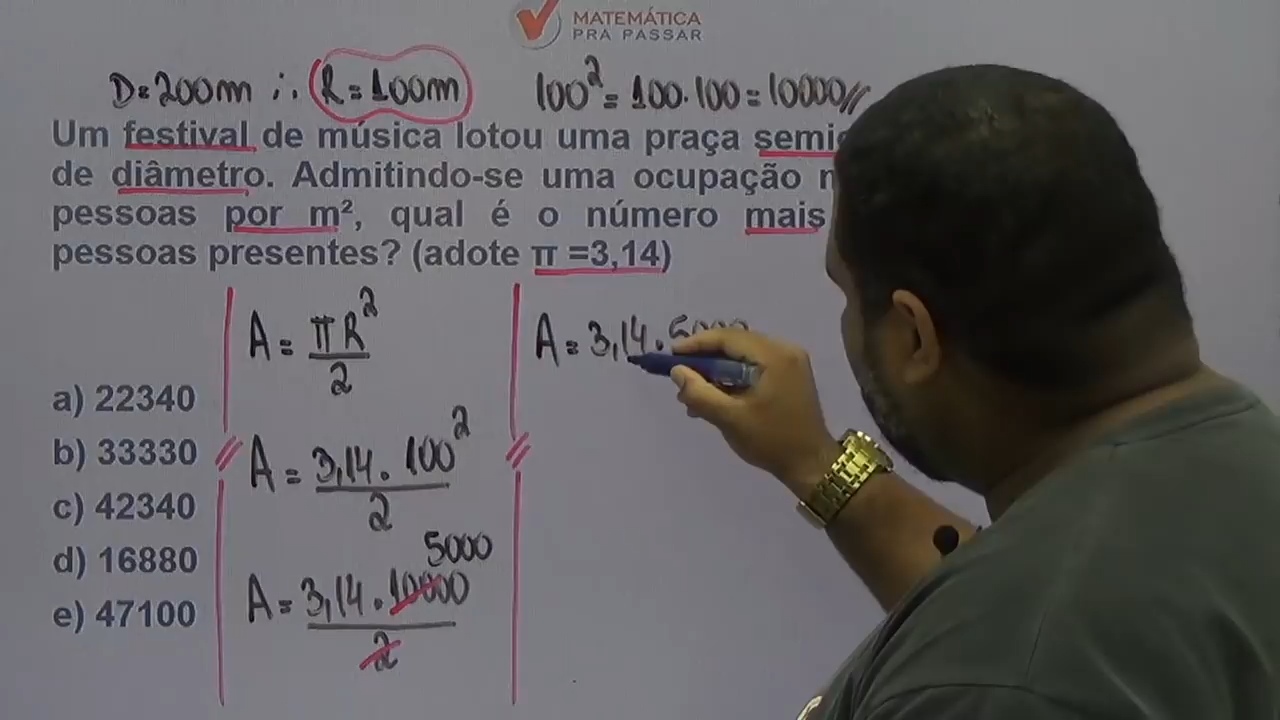 MATEMÁTICA
PRA PASSAR
D=200m ∴ R=100m 100²=100.100=10000//
Um festival de música lotou uma praça
de diâmetro. Admitindo-se uma ocupação
pessoas por m², qual é o número mais
pessoas presentes? (adote π =3,14)
a) 22340
b) 33330
c) 42340
d) 16880
e) 47100
A = πR²
2
A = 3,14 . 100²
2
5000
A = 3,14 . 10000
2
A = 3,14 . 5000